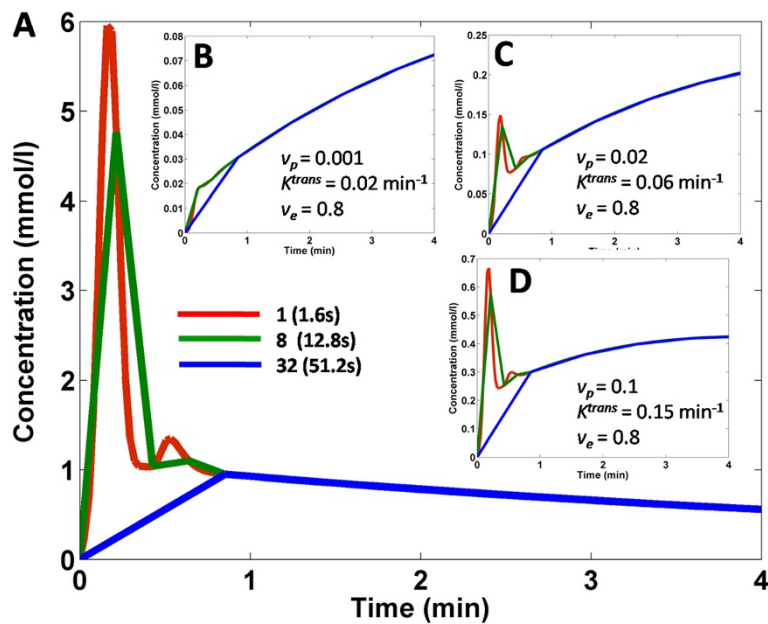 A
Concentration (mmol/l)
6
5
4
3
2
1
0
0
1
2
3
4
Time (min)
1 (1.6s)
8 (12.8s)
32 (51.2s)
B
Concentration (mmol/l)
0.08
0.07
0.06
0.05
0.04
0.03
0.02
0.01
0
0
1
2
3
4
Time (min)
vp = 0.001
Ktrans = 0.02 min-1
ve = 0.8
C
Concentration (mmol/l)
0.25
0.2
0.15
0.1
0.05
0
0
1
2
3
4
Time (min)
vp = 0.02
Ktrans = 0.06 min-1
ve = 0.8
D
Concentration (mmol/l)
0.7
0.6
0.5
0.4
0.3
0.2
0.1
0
0
1
2
3
4
Time (min)
vp = 0.1
Ktrans = 0.15 min-1
ve = 0.8